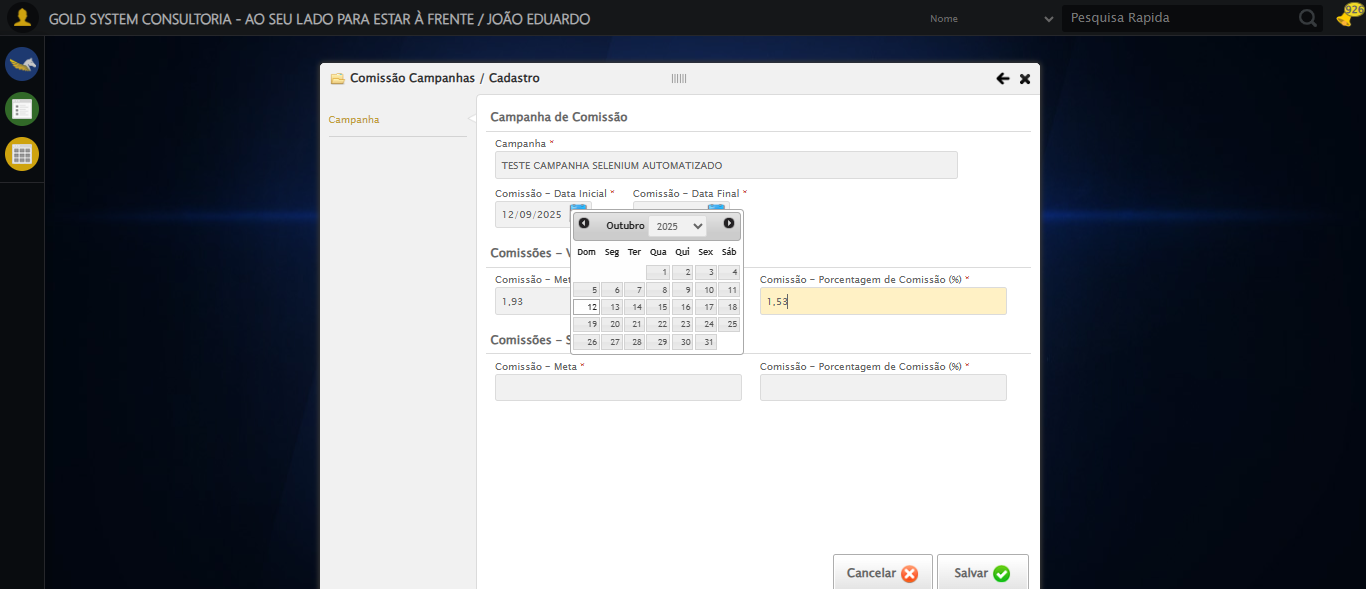 GOLD SYSTEM CONSULTORIA - AO SEU LADO PARA ESTAR À FRENTE / JOÃO EDUARDO
Nome
Pesquisa Rapida
926
Comissão Campanhas / Cadastro
Campanha
Campanha de Comissão
Campanha *
TESTE CAMPANHA SELENIUM AUTOMATIZADO
Comissão - Data Inicial * Comissão - Data Final *
12/09/2025
Outubro 2025
Dom Seg Ter Qua Qui Sex Sáb
1 2 3 4
5 6 7 8 9 10 11
12 13 14 15 16 17 18
19 20 21 22 23 24 25
26 27 28 29 30 31
Comissões - V
Comissão - Met
Comissão - Porcentagem de Comissão (%) *
1,93
1,53
Comissões - S
Comissão - Meta * Comissão - Porcentagem de Comissão (%) *
Cancelar Salvar